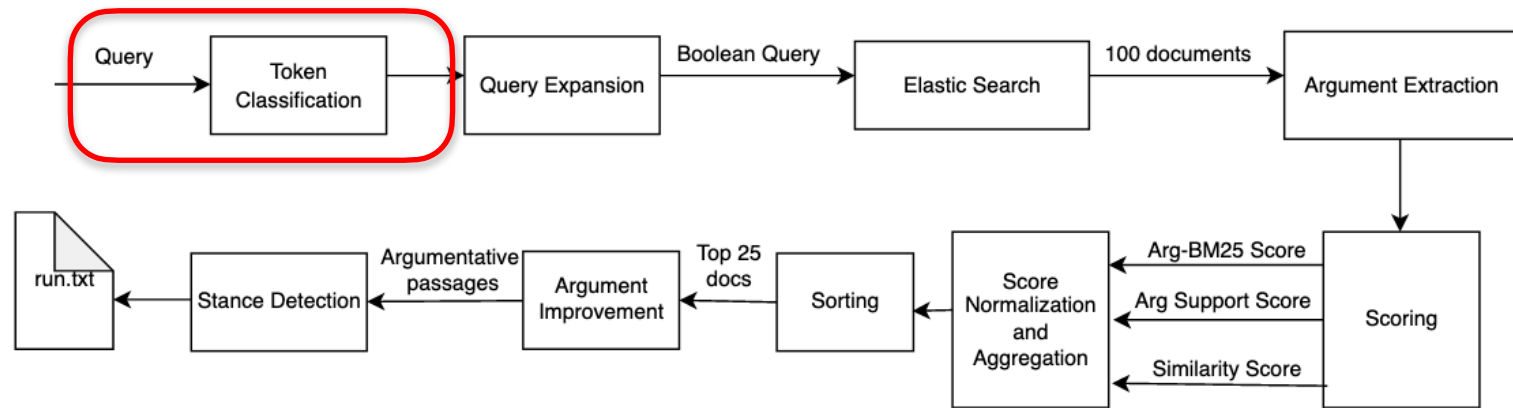 Query
Token
Classification
Query Expansion
Boolean Query
Elastic Search
100 documents
Argument Extraction
Scoring
Arg-BM25 Score
Arg Support Score
Similarity Score
Score
Normalization
and
Aggregation
Sorting
Top 25
docs
Argument
Improvement
Argumentative
passages
Stance Detection
run.txt